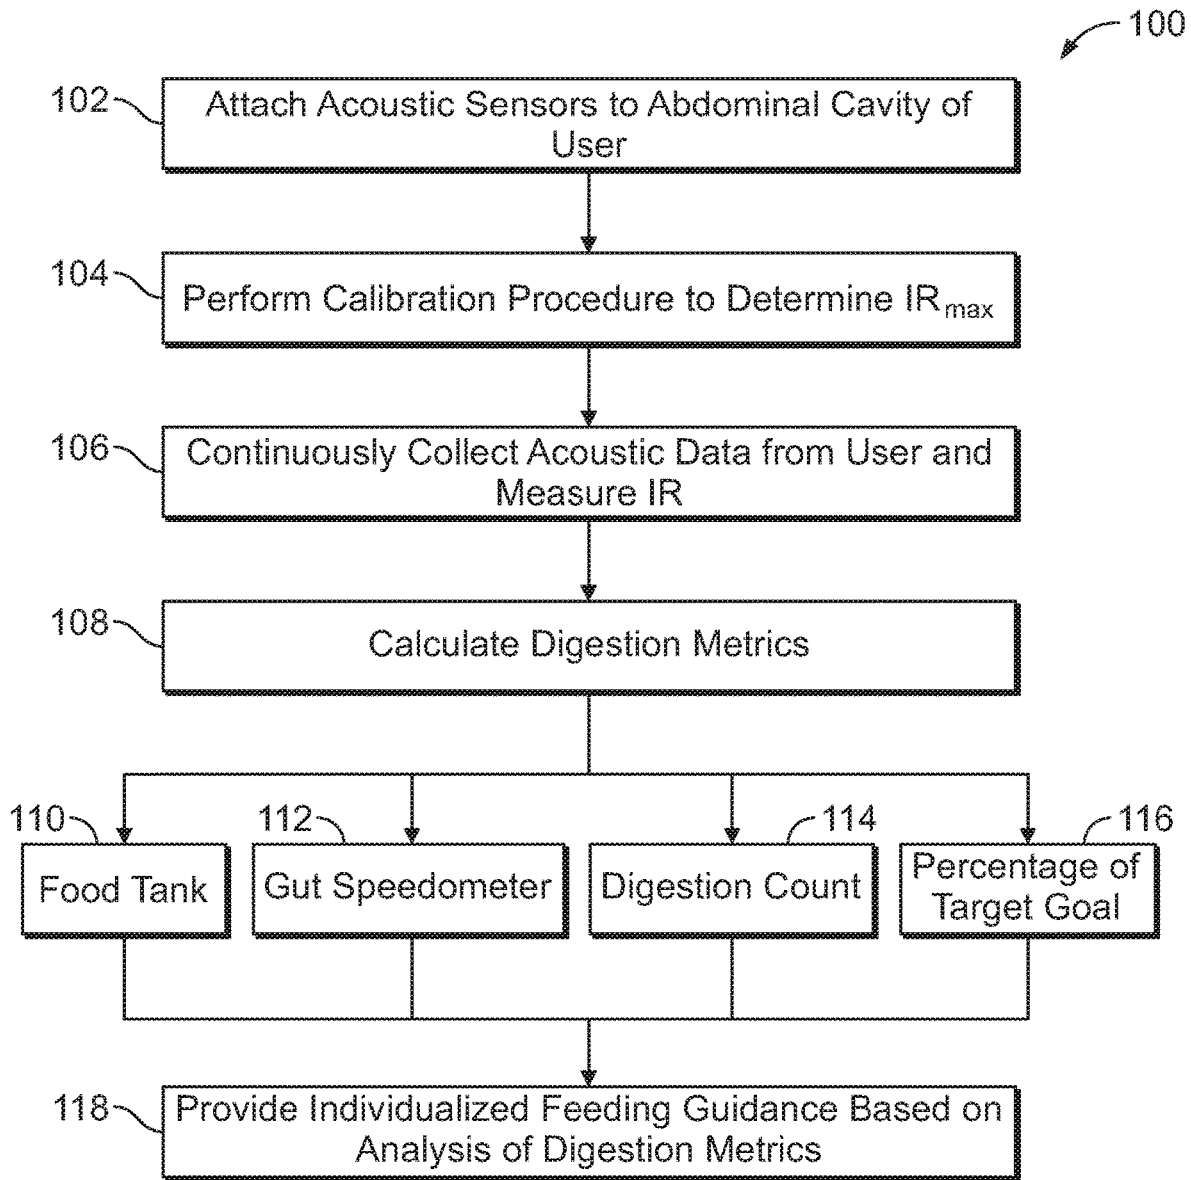 100
102
Attach Acoustic Sensors to Abdominal Cavity of
User
104
Perform Calibration Procedure to Determine IRmax
106
Continuously Collect Acoustic Data from User and
Measure IR
108
Calculate Digestion Metrics
110
Food Tank
112
Gut Speedometer
114
Digestion Count
116
Percentage of
Target Goal
118
Provide Individualized Feeding Guidance Based on
Analysis of Digestion Metrics